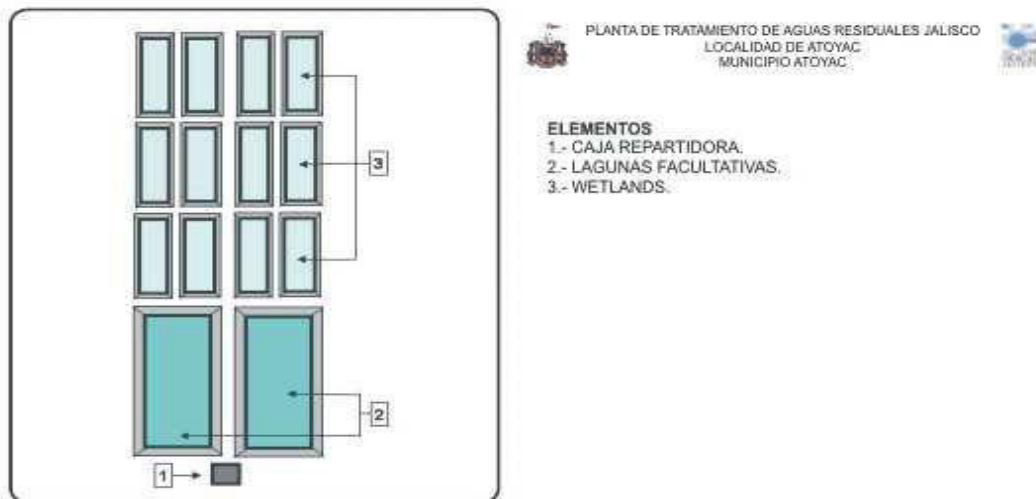 PLANTA DE TRATAMIENTO DE AGUAS RESIDUALES JALISCO
LOCALIDAD DE ATOYAC
MUNICIPIO ATOYAC
ELEMENTOS
1.- CAJA REPARTIDORA.
2.- LAGUNAS FACULTATIVAS.
3.- WETLANDS.
3
2
1